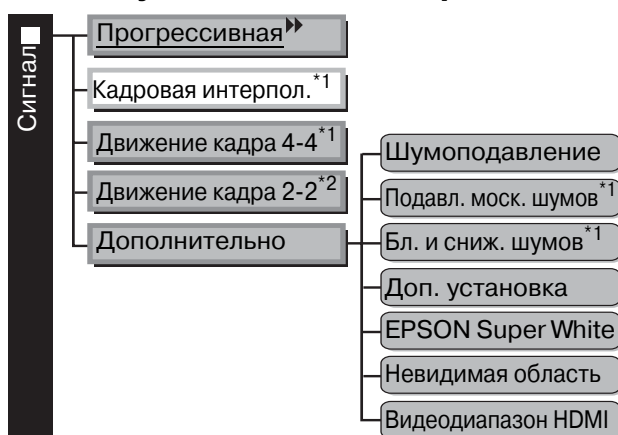 Сигнал
Прогрессивная
Кадровая интерпол.*1
Движение кадра 4-4*1
Движение кадра 2-2*2
Дополнительно
Шумоподавление
Подавл. моск. шумов*1
Бл. и сниж. шумов*1
Доп. установка
EPSON Super White
Невидимая область
Видеодиапазон HDMI